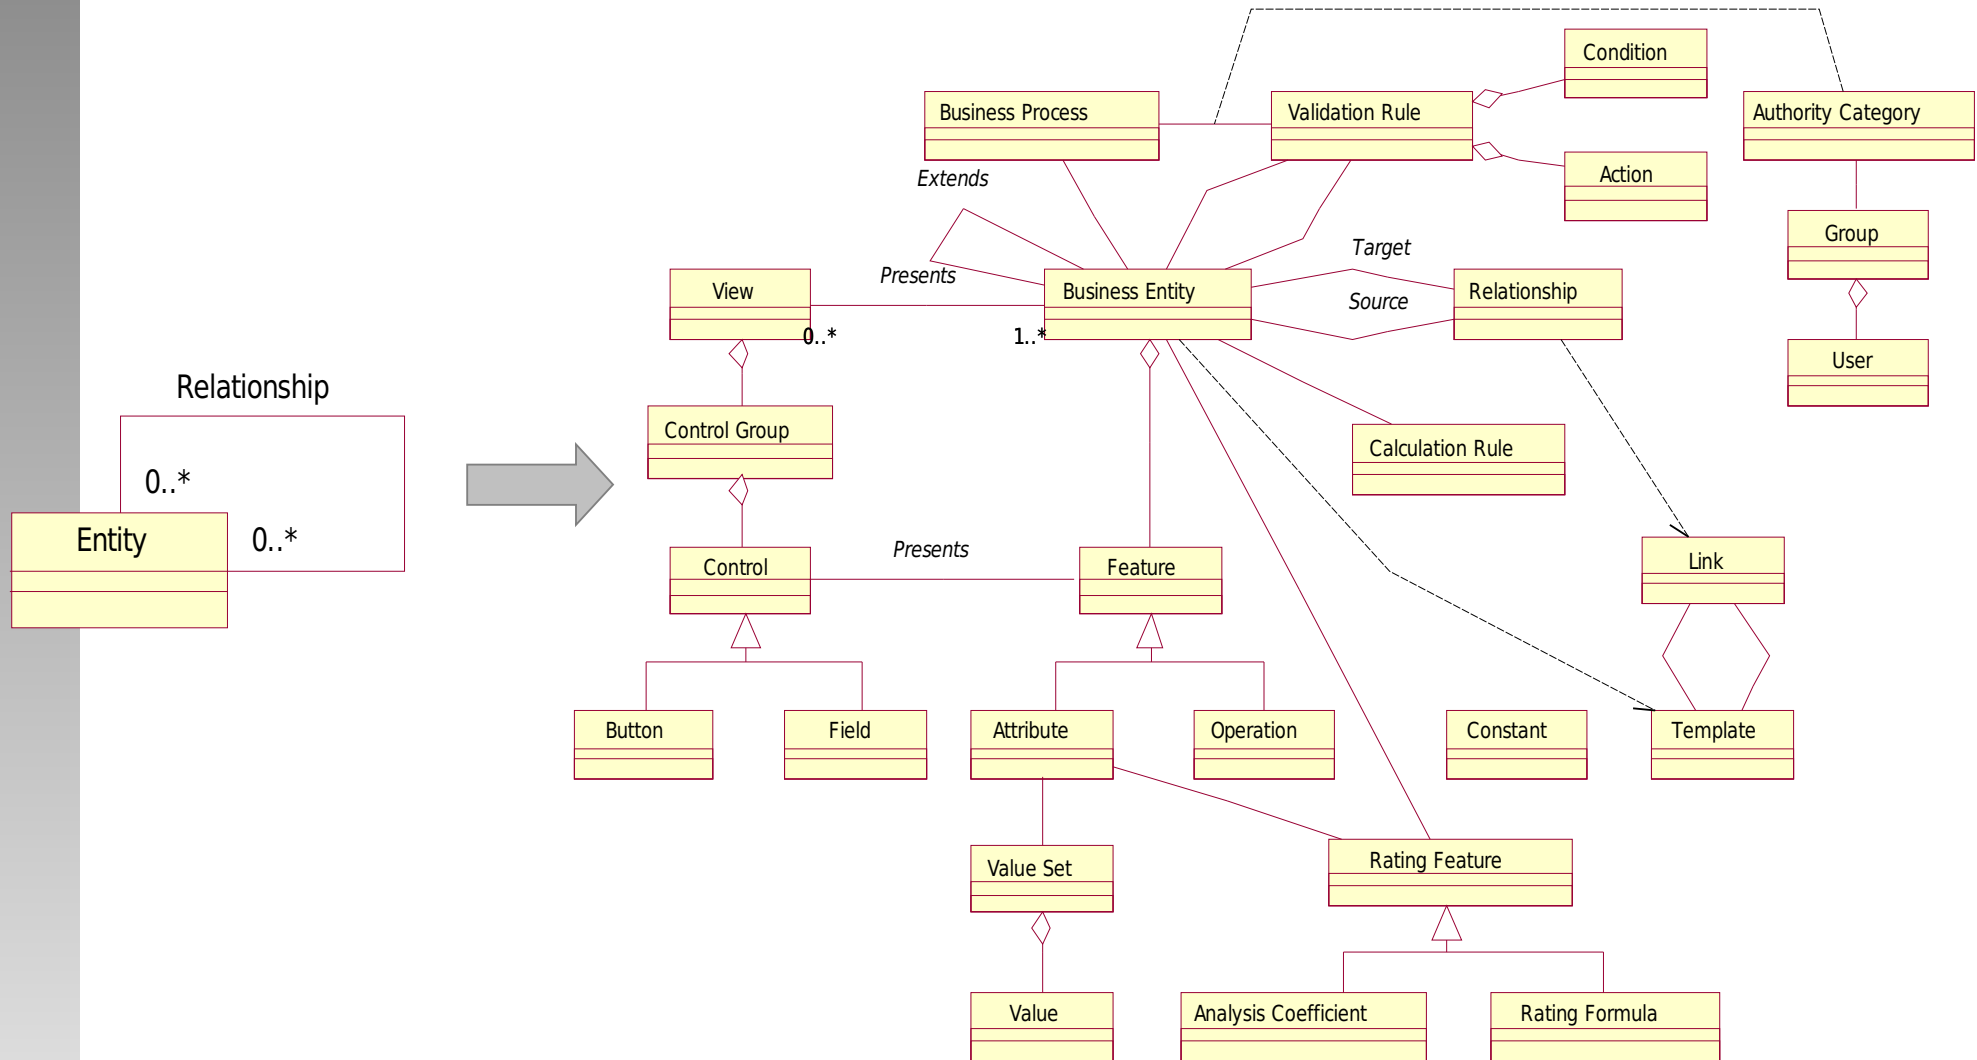 Condition
Business Process
Validation Rule
Authority Category
Action
Extends
Group
Target
Presents
View
Business Entity
Source
Relationship
0..*
1..*
User
Relationship
Control Group
Calculation Rule
0..*
Entity
0..*
Presents
Control
Feature
Link
Button
Field
Attribute
Operation
Constant
Template
Value Set
Rating Feature
Value
Analysis Coefficient
Rating Formula